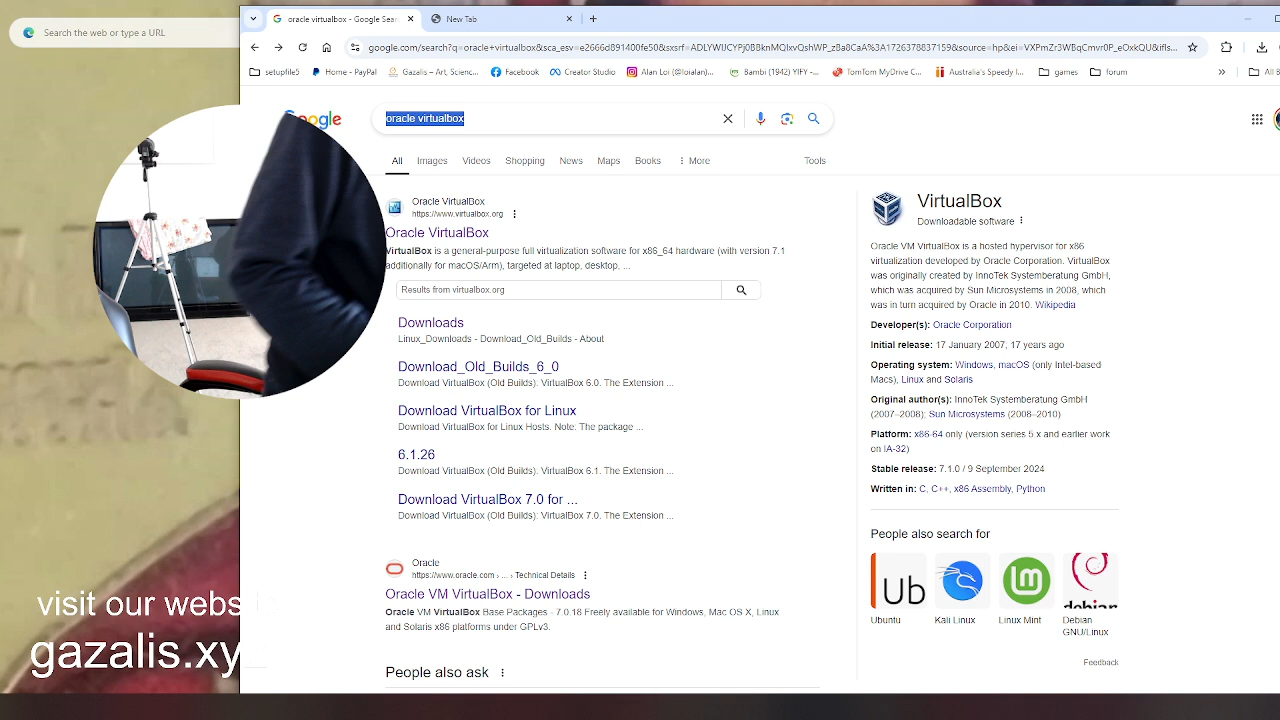 Search the web or type a URL
oracle virtualbox - Google Sear
New Tab
google.com/search?q=oracle+virtualbox&sca_esv=e2666d891400fe50&sxsrf=
setupfile5
Home - PayPal
Gazalis – Art, Scienc...
Facebook
Creator Studio
Alan Loi (@loialan)...
Bambi (1942) YIFY -...
TomTom MyDrive C...
Australia's Speedy I...
games
forum
»
All B
Google
oracle virtualbox
All
Images
Videos
Shopping
News
Maps
Books
More
Tools
Oracle VirtualBox
https://www.virtualbox.org
Oracle VirtualBox
VirtualBox is a general-purpose full virtualization software for x86_64 hardware (with version 7.1
additionally for macOS/Arm), targeted at laptop, desktop, ...
Results from virtualbox.org
Downloads
Linux_Downloads - Download_Old_Builds - About
Download_Old_Builds_6_0
Download VirtualBox (Old Builds). VirtualBox 6.0. The Extension ...
Download VirtualBox for Linux
Download VirtualBox for Linux Hosts. Note: The package ...
6.1.26
Download VirtualBox (Old Builds). VirtualBox 6.1. The Extension ...
Download VirtualBox 7.0 for ...
Download VirtualBox (Old Builds): VirtualBox 7.0. The Extension ...
Oracle
https://www.oracle.com › ... › Technical Details
Oracle VM VirtualBox - Downloads
Oracle VM VirtualBox Base Packages - 7.0.18 Freely available for Windows, Mac OS X, Linux
and Solaris x86 platforms under GPLv3.
People also ask
VirtualBox
Downloadable software
Oracle VM VirtualBox is a hosted hypervisor for x86
virtualization developed by Oracle Corporation. VirtualBox
was originally created by InnoTek Systemberatung GmbH,
which was acquired by Sun Microsystems in 2008, which
was in turn acquired by Oracle in 2010. Wikipedia
Developer(s): Oracle Corporation
Initial release: 17 January 2007, 17 years ago
Operating system: Windows, macOS (only Intel-based
Macs), Linux and Solaris
Original author(s): InnoTek Systemberatung GmbH
(2007–2008); Sun Microsystems (2008–2010)
Platform: x86-64 only (version series 5.x and earlier work
on IA-32)
Stable release: 7.1.0 / 9 September 2024
Written in: C, C++, x86 Assembly, Python
People also search for
Ub
debian
Ubuntu
Kali Linux
Linux Mint
Debian
GNU/Linux
Feedback
visit our website
gazalis.xyz